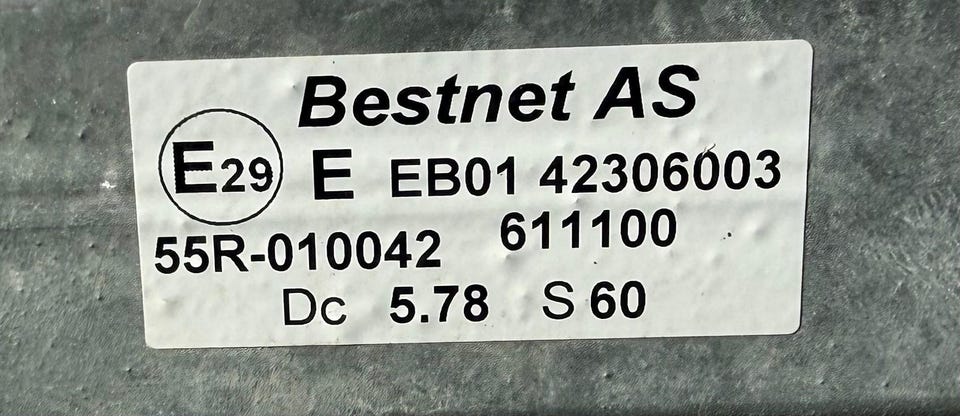 Bestnet AS
E29 E EB01 42306003
55R-010042 611100
Dc 5.78 S 60